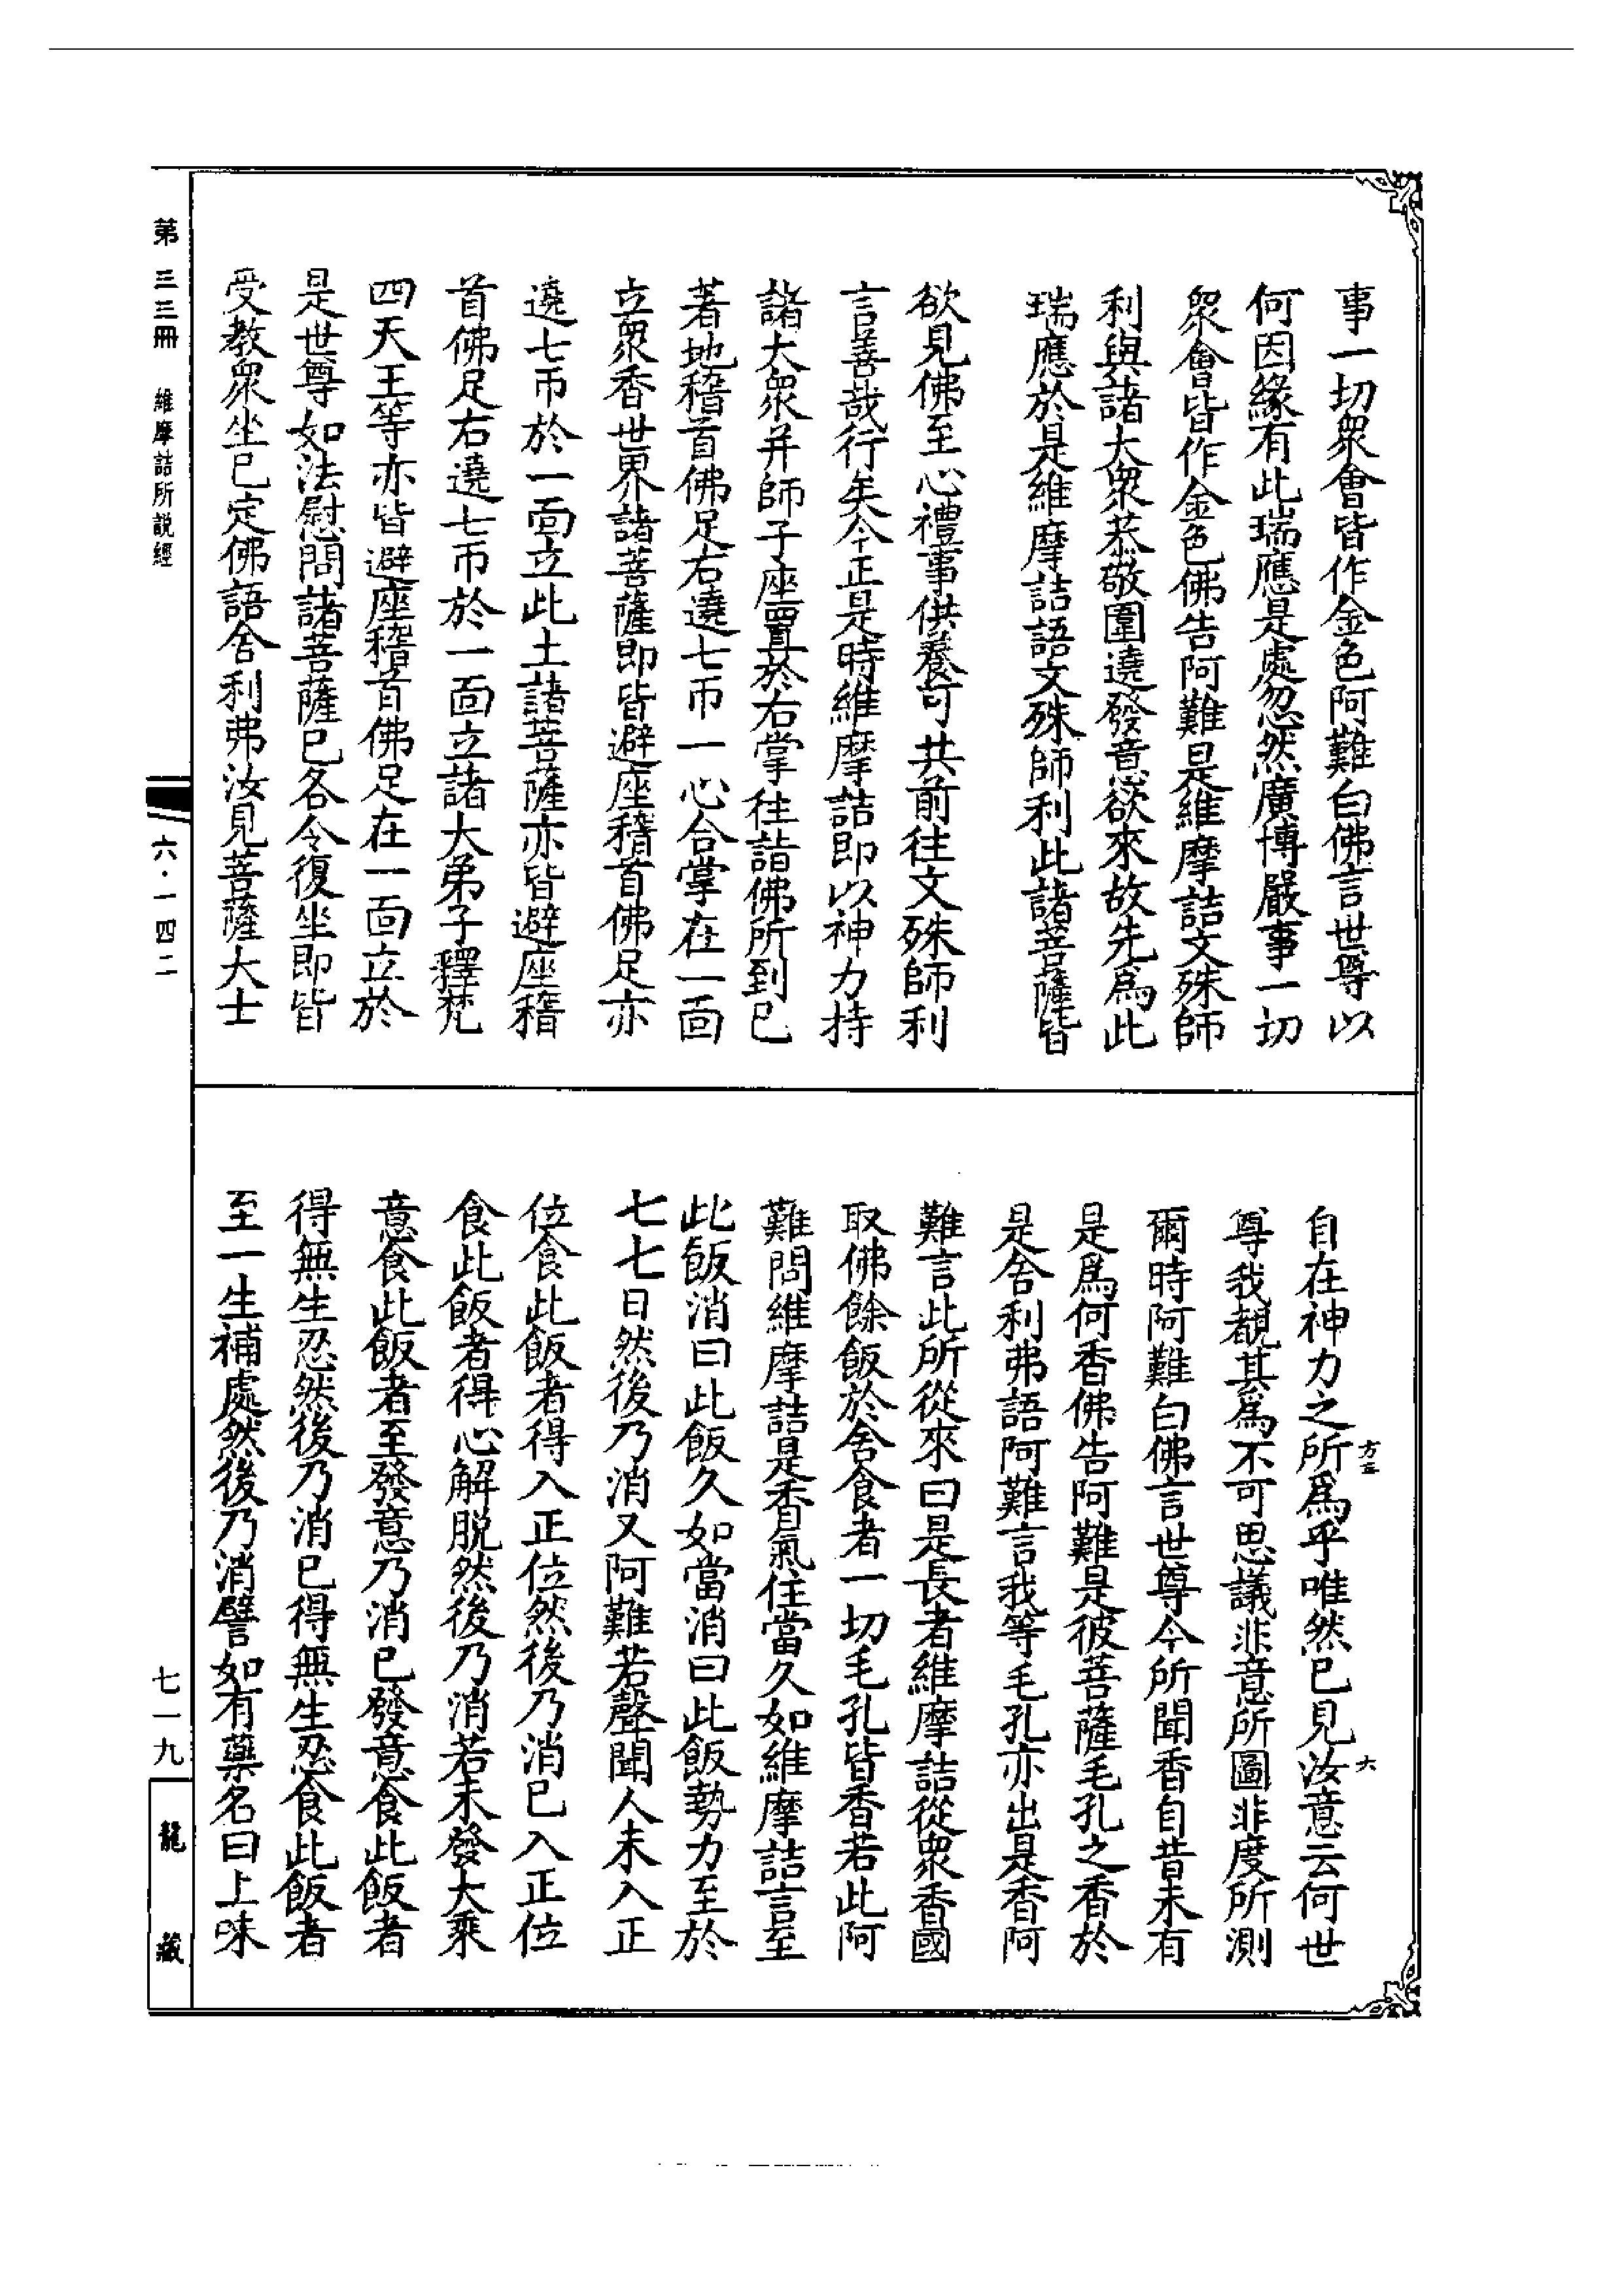 事一切眾會皆作金色阿難白佛言世尊以
何因緣有此瑞應是處忽然廣博嚴事一切
眾會皆作金色佛告阿難是維摩詰文殊師
利與諸大眾恭敬圍遶發意欲來故先為此
瑞應於是維摩詰語文殊師利此諸菩薩皆
欲見佛至心禮事供養可共前往文殊師利
言善哉行矣今正是時維摩詰即以神力持
諸大眾并師子座置於右掌往詣佛所到已
著地稽首佛足右遶七帀一心合掌在一面
立眾香世界諸菩薩即皆避座稽首佛足亦
遶七帀於一面立此土諸菩薩亦皆避座稽
首佛足右遶七帀於一面立諸大弟子釋梵
四天王等亦皆避座稽首佛足在一面立於
是世尊如法慰問諸菩薩已各令復坐即皆
受教眾坐已定佛語舍利弗汝見菩薩大士
自在神力之所為乎唯然已見汝意云何世
尊我覩其為不可思議非意所圖非度所測
爾時阿難白佛言世尊今所聞香自昔未有
是為何香佛告阿難是彼菩薩毛孔之香於
是舍利弗語阿難言我等毛孔亦出是香阿
難言此所從來曰是長者維摩詰從眾香國
取佛餘飯於舍食者一切毛孔皆香若此阿
難問維摩詰是香氣住當久如維摩詰言至
此飯消曰此飯久如當消曰此飯勢力至於
七七日然後乃消又阿難若聲聞人未入正
位食此飯者得入正位然後乃消已入正位
食此飯者得心解脫然後乃消若未發大乘
意食此飯者至發意乃消已發意食此飯者
得無生忍然後乃消已得無生忍食此飯者
至一生補處然後乃消譬如有藥名曰上味
方五
六
第三三冊 維摩詰所說經
六·一四二
七一九
龍藏